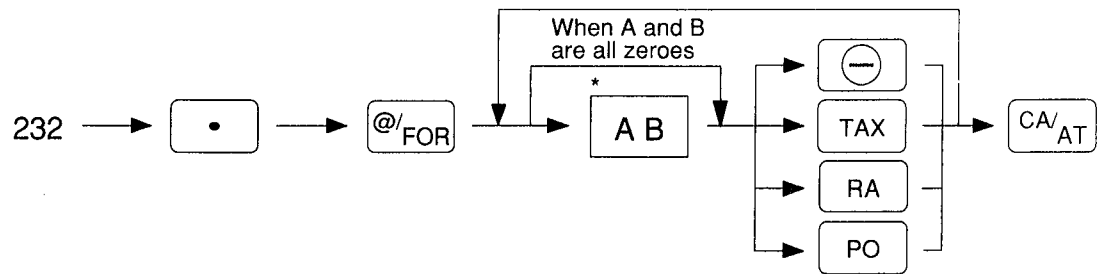 When A and B
are all zeroes
*
232
•
@/FOR
A B
TAX
CA/AT
RA
PO